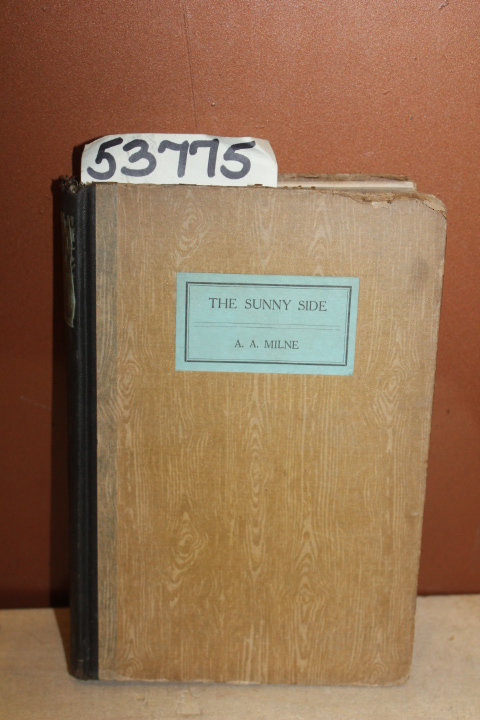 53775
THE SUNNY SIDE
A. A. MILNE